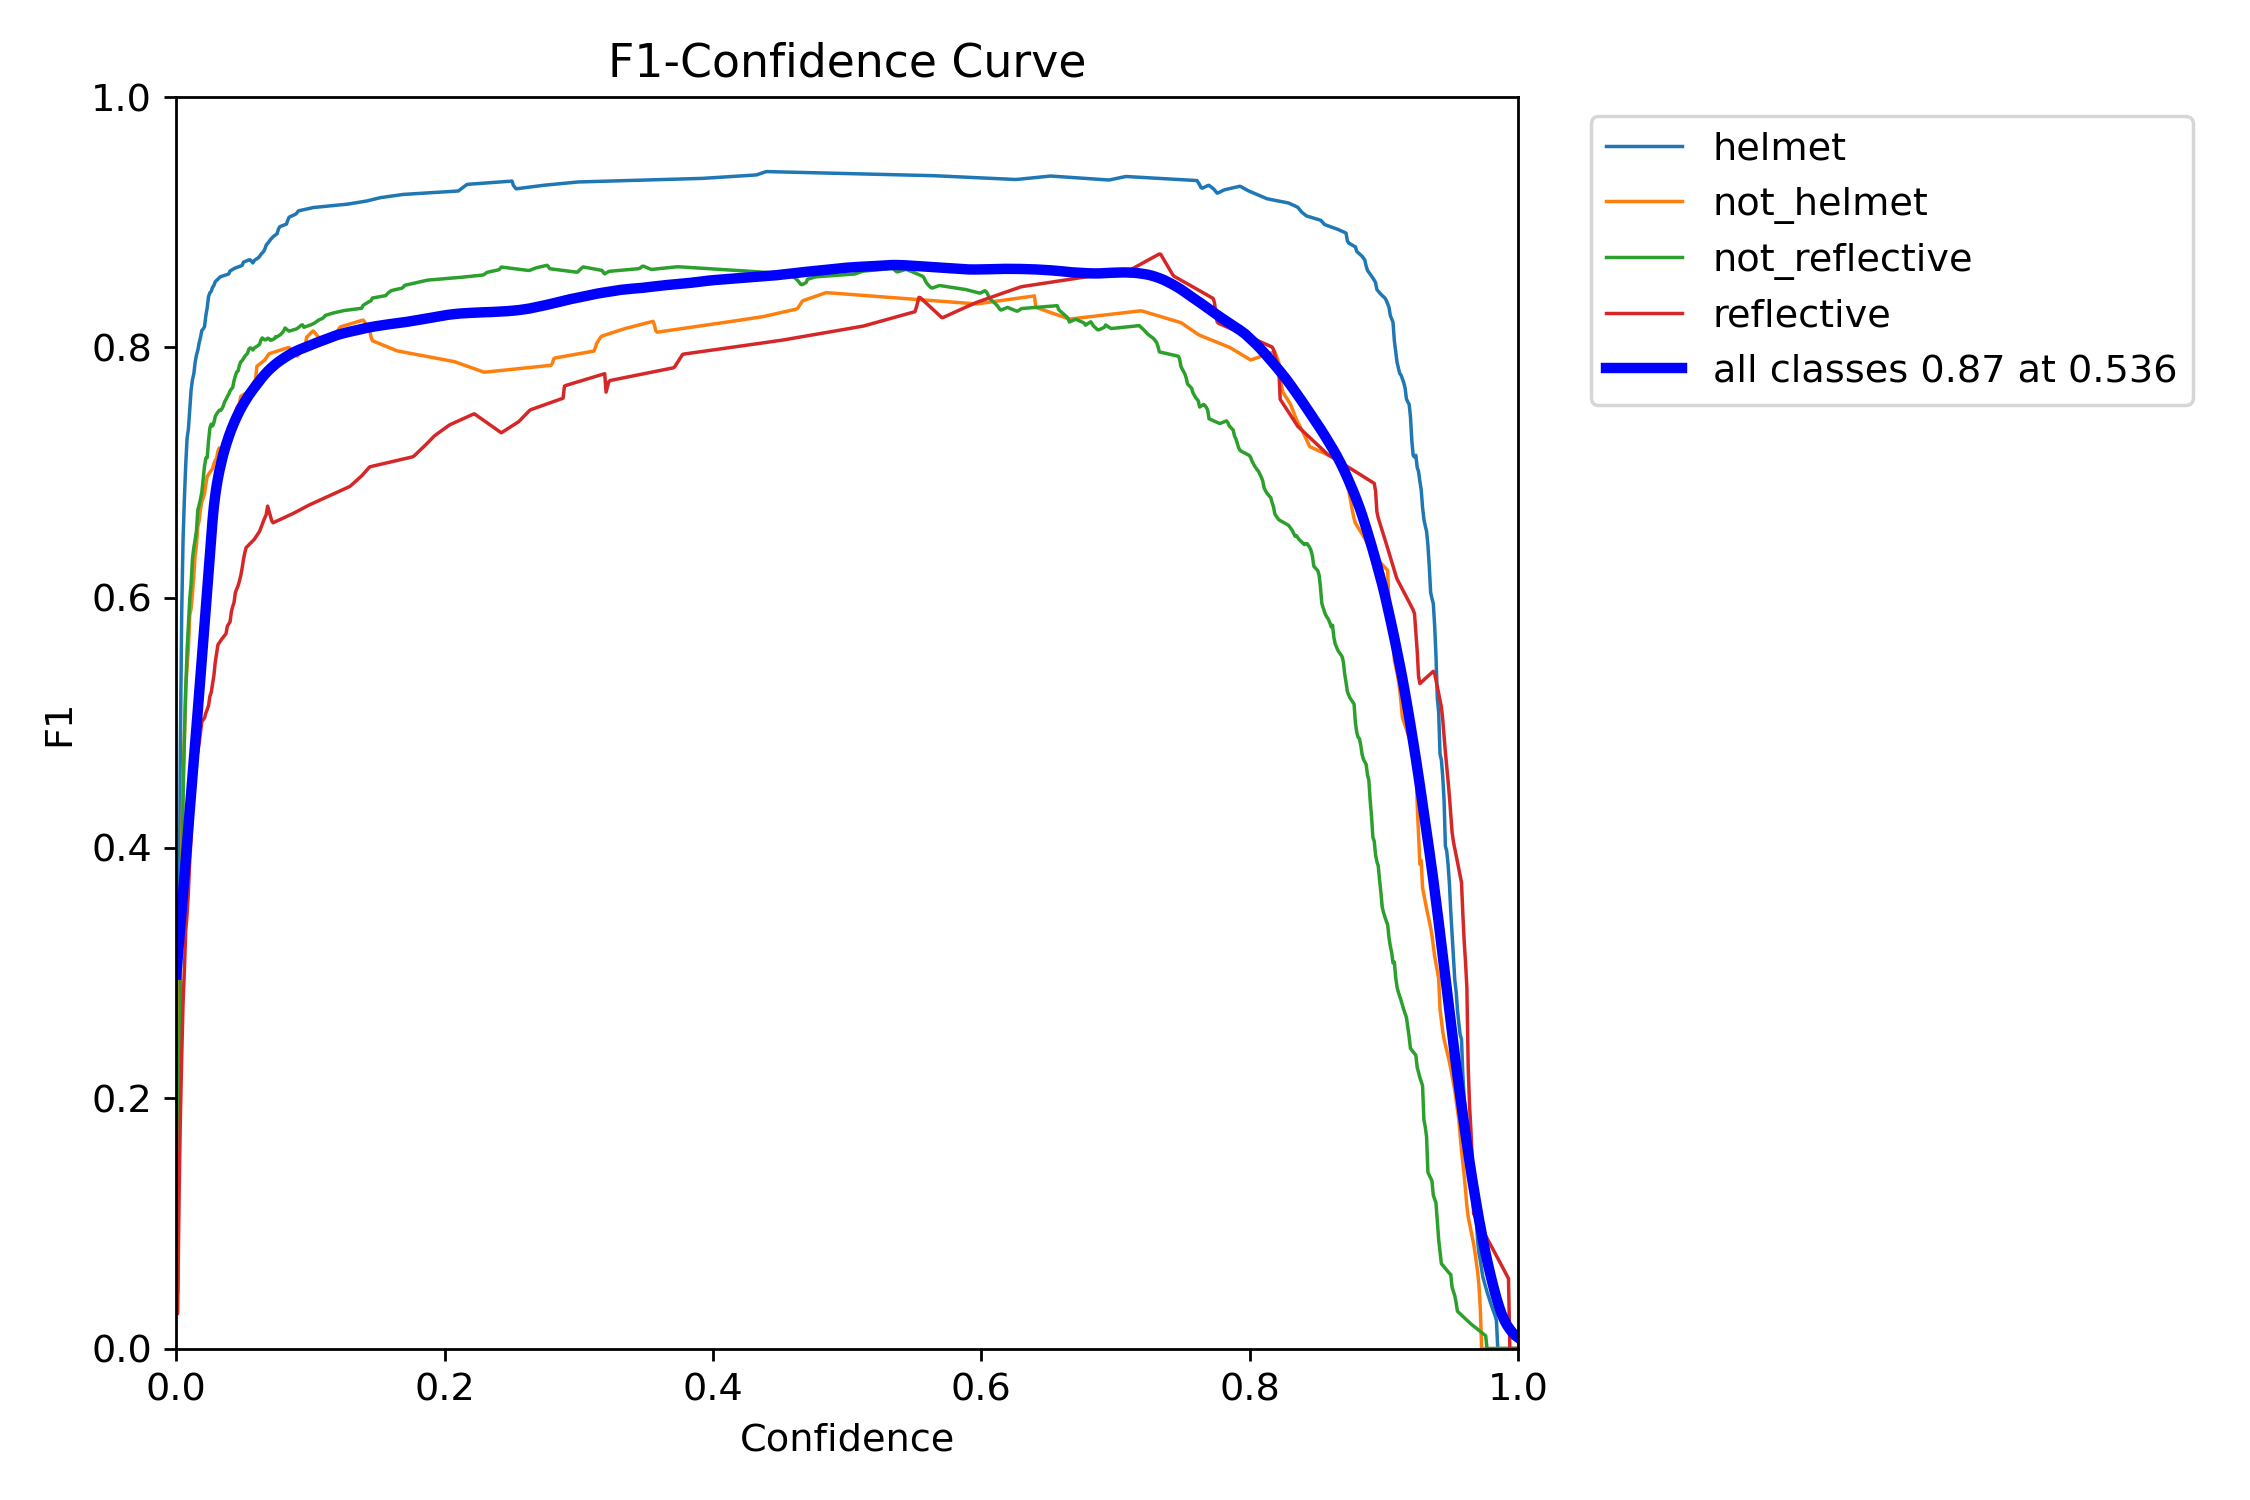 F1-Confidence Curve
1.0
0.8
0.6
0.4
0.2
0.0
F1
0.0 0.2 0.4 0.6 0.8 1.0
Confidence
helmet
not_helmet
not_reflective
reflective
all classes 0.87 at 0.536